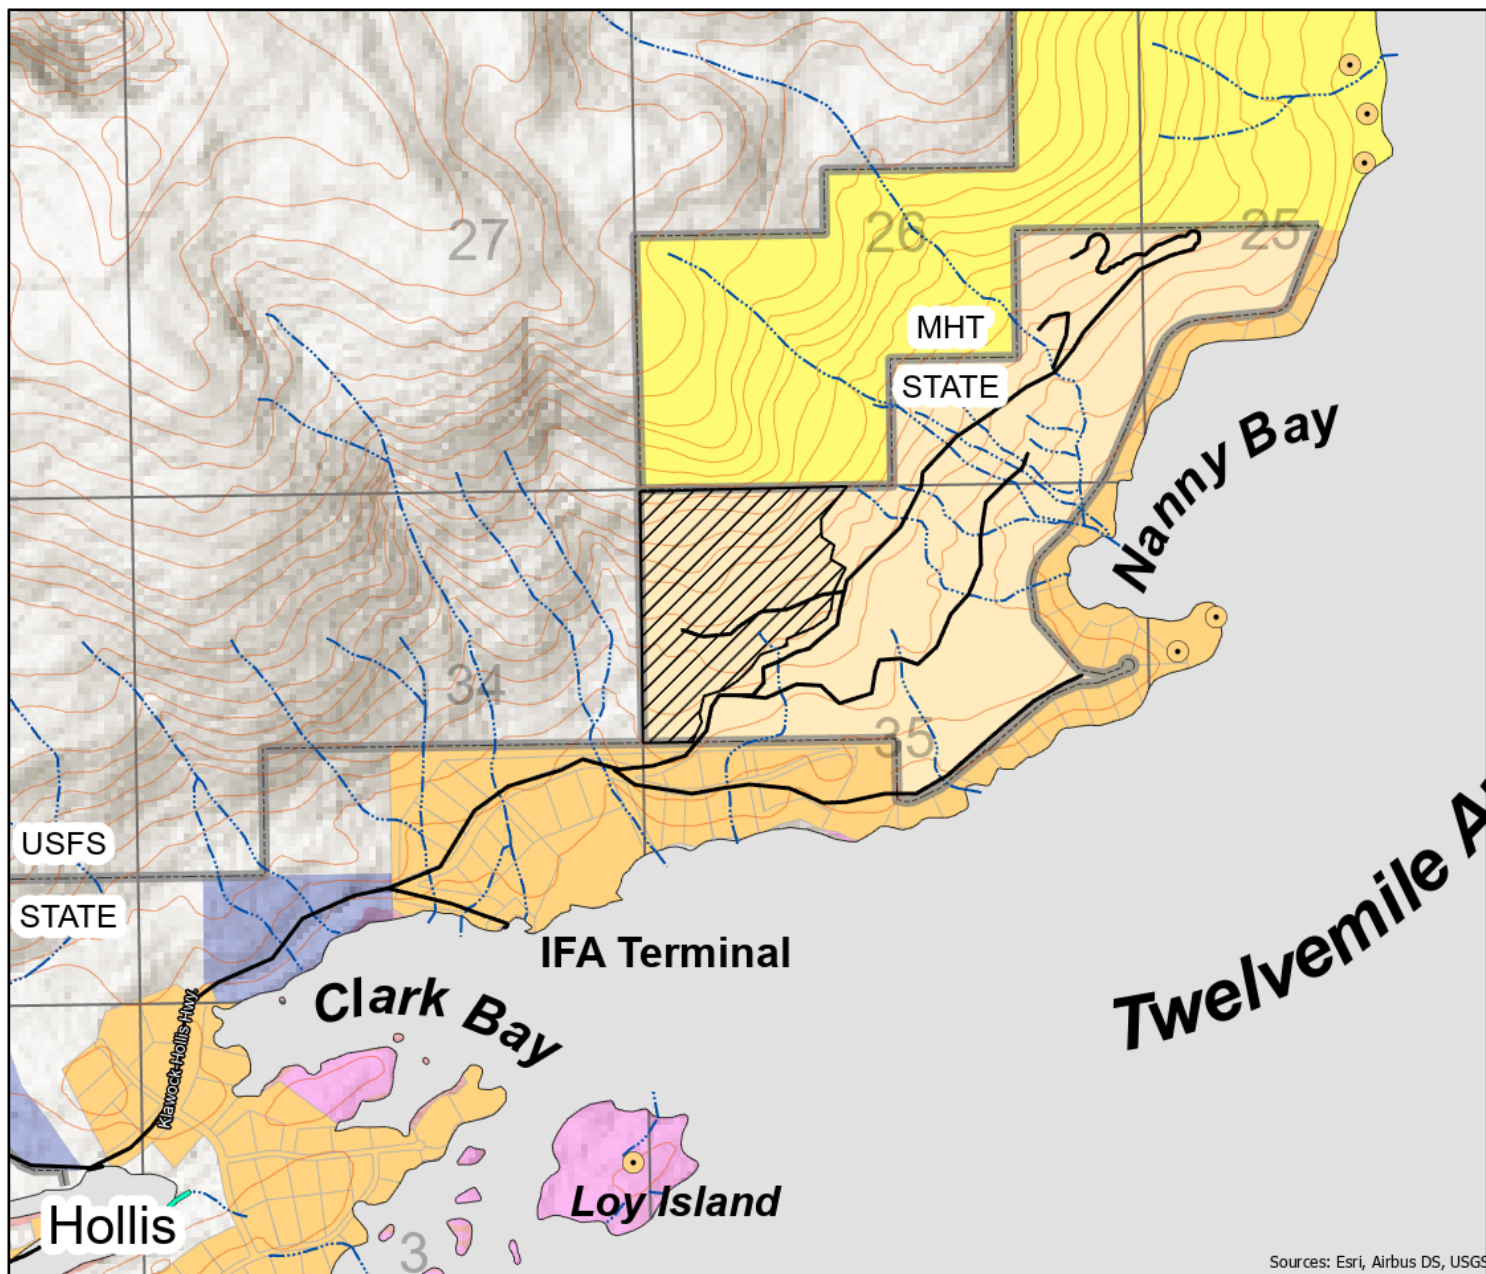 27
26
25
MHT
STATE
Nanny Bay
34
35
USFS
STATE
IFA Terminal
Clark Bay
Twelvemile
Klawock-Hollis Hwy.
Loy Island
Hollis
3
Sources: Esri, Airbus DS, USGS